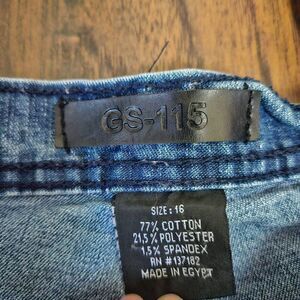 GS-115
SIZE: 16
77% COTTON
21.5% POLYESTER
1.5% SPANDEX
RN #137182
MADE IN EGYPT